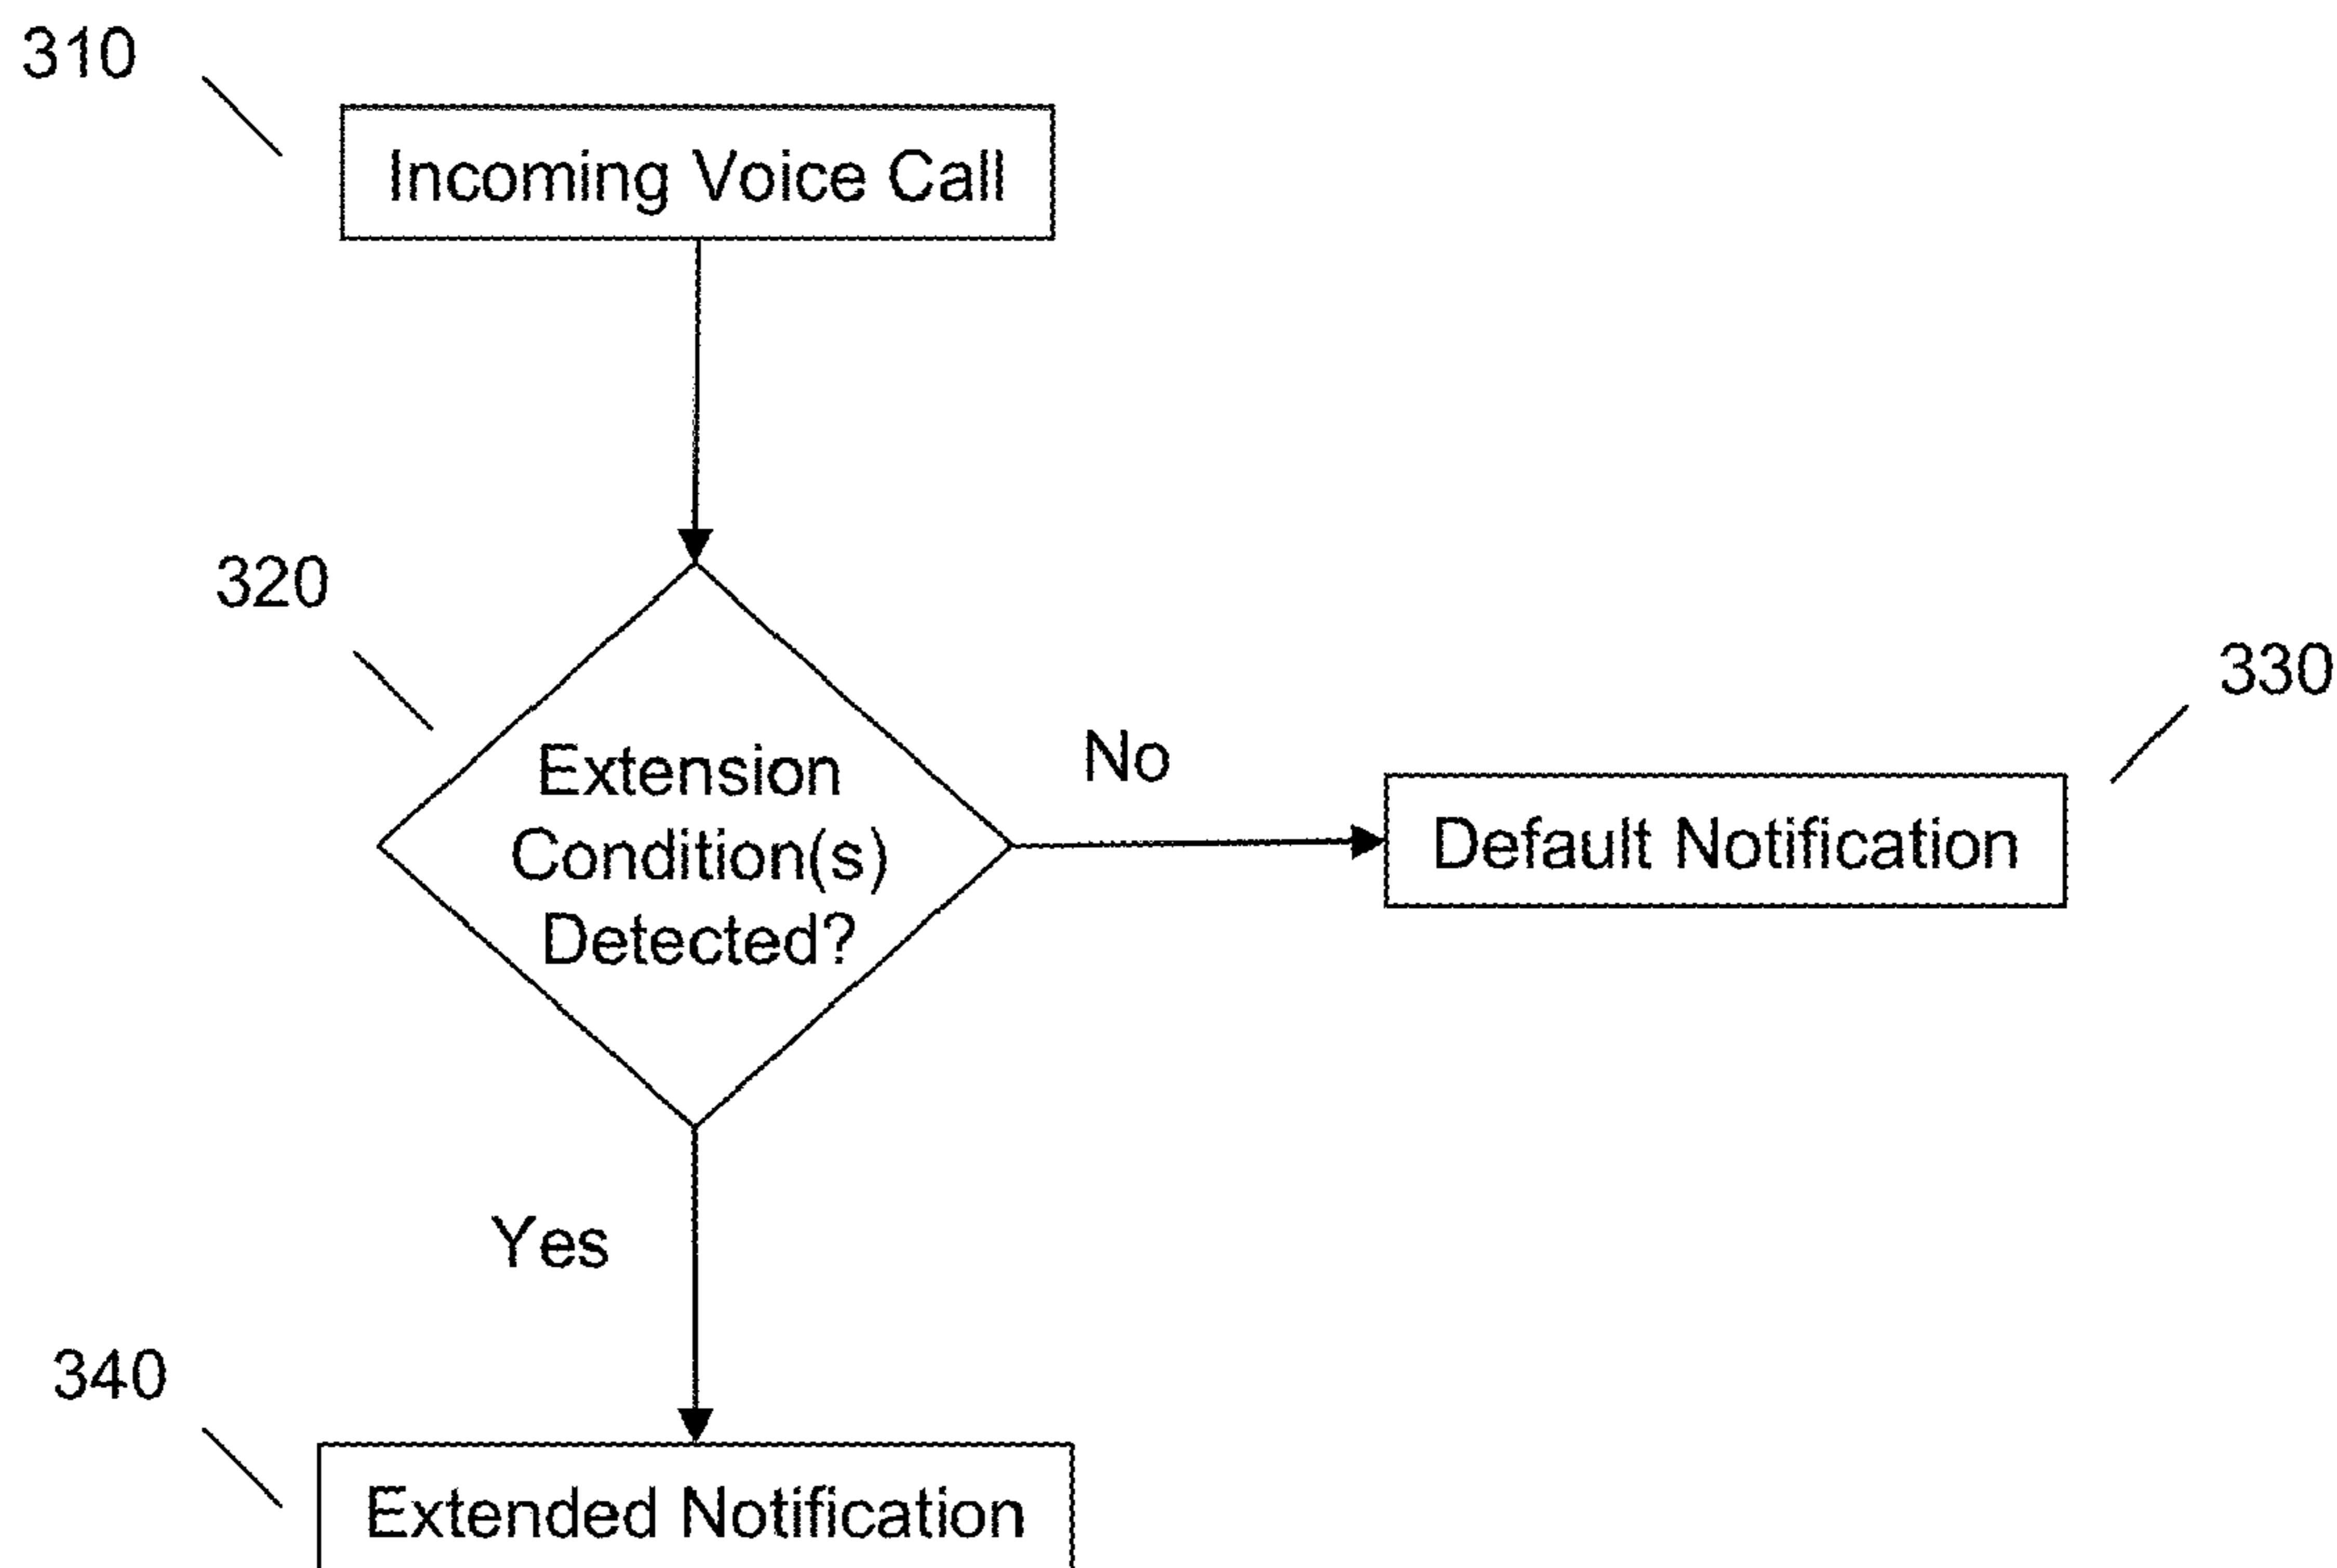 310
Incoming Voice Call
320
Extension
Condition(s)
Detected?
No
330
Default Notification
Yes
340
Extended Notification